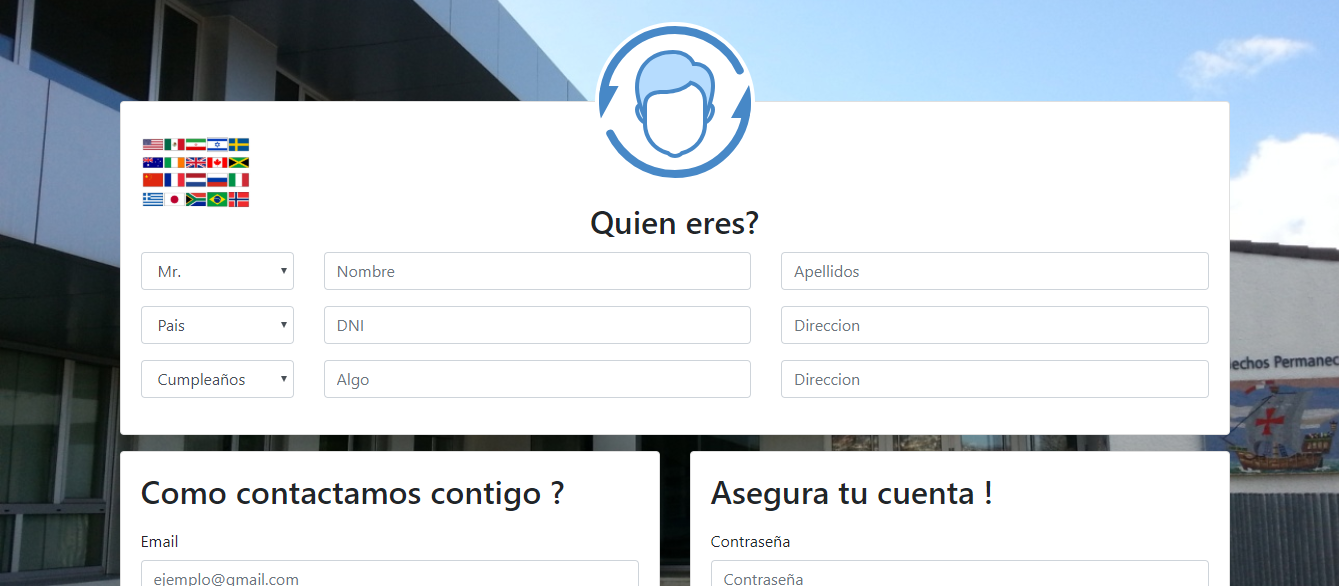 Quien eres?
Mr. Nombre Apellidos
Pais DNI Direccion
Cumpleaños Algo Direccion
echos Permanec
Como contactamos contigo ?
Asegura tu cuenta !
Email
Contraseña
ejemplo@gmail.com
Contraseña